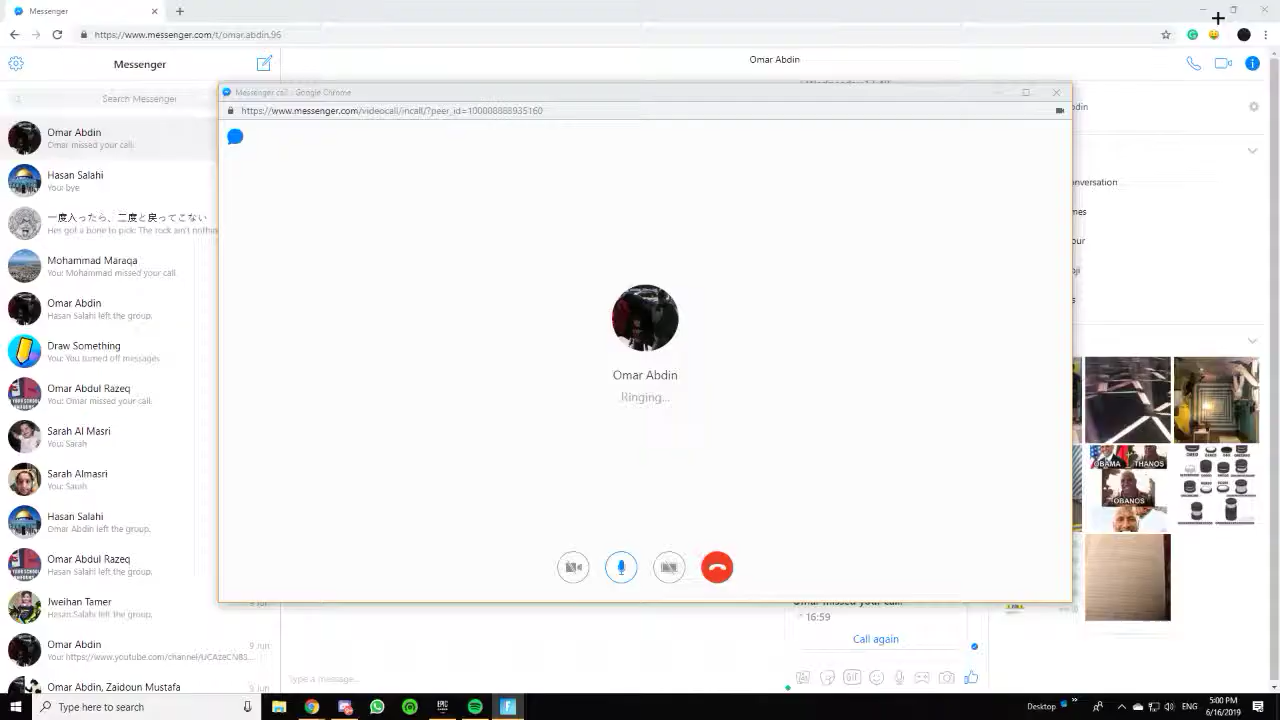 Messenger
https://www.messenger.com/t/omar.abdin.96
Messenger
Search Messenger
Omar Abdin
Omar missed your call.
Hasan Salahi
You: bye
一度入ったら、二度と戻ってこない
Omar Abdin
Mohammad Maraqa
You: Mohammad missed your call.
Omar Abdin
Hasan Salahi left the group.
Draw Something
You: You turned off messages
Omar Abdul Razeq
You: Omar missed your call.
Sarah Al Masri
You: Sarah
Sarah Almasri
You: Sarah
Hasan Salahi
Omar Abdin left the group.
Omar Abdul Razeq
Hasan Salahi left the group.
Jweihan Tamer
Hasan Salahi left the group.
Omar Abdin
9 Jun
Omar Abdin, Zaidoun Mustafa
9 Jun
Messenger call - Google Chrome
https://www.messenger.com/videocall/incall/?peer_id=100008888935160
Omar Abdin
Ringing...
OBAMA
THANOS
OBANOS
Omar missed your call.
16:59
Call again
Type a message...
GIF
Type here to search
EPIC
GAMES
Desktop
ENG
5:00 PM
6/16/2019